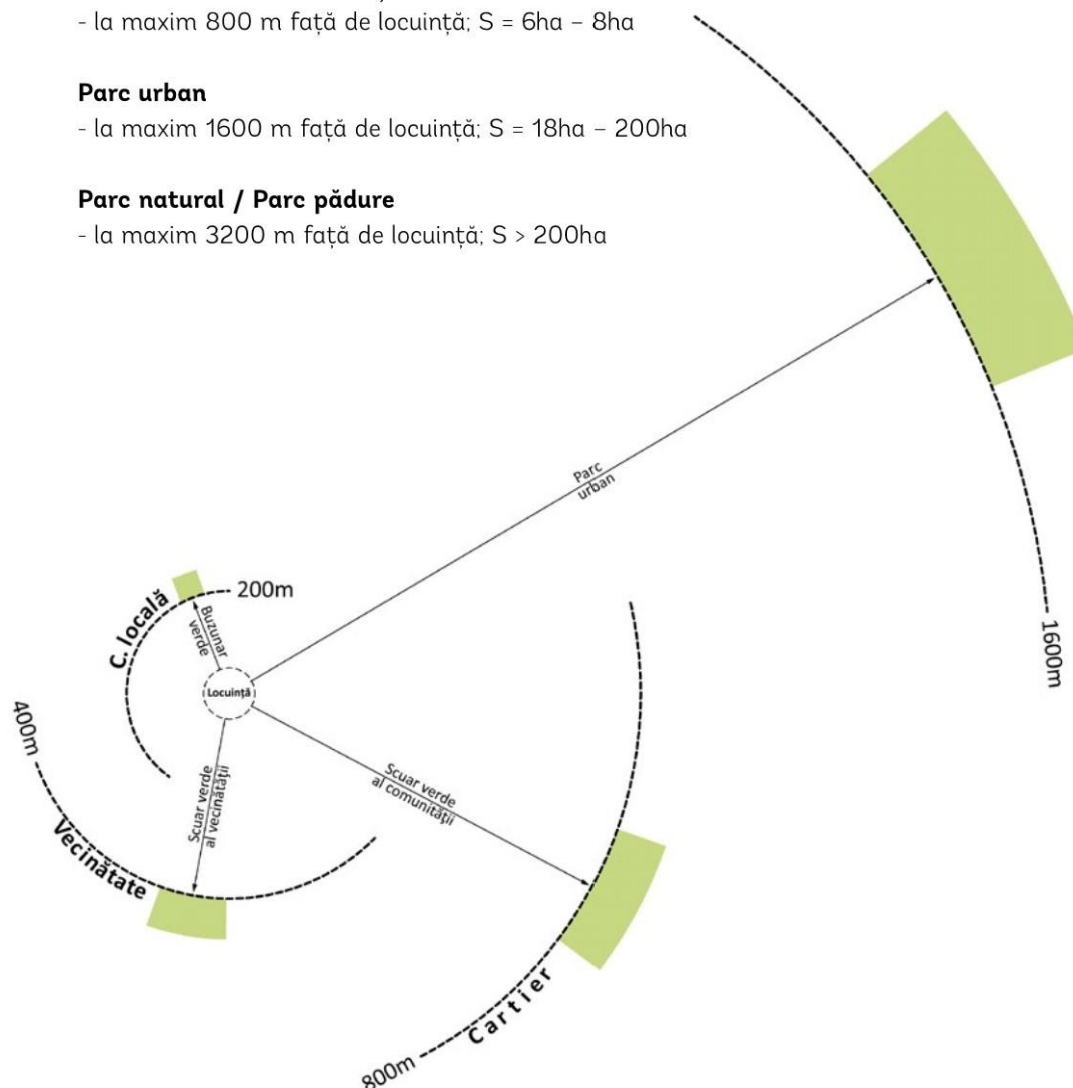 - la maxim 800 m față de locuință; S = 6ha – 8ha
Parc urban
- la maxim 1600 m față de locuință; S = 18ha – 200ha
Parc natural / Parc pădure
- la maxim 3200 m față de locuință; S > 200ha
Parc
urban
200m
C. locală
Buzunar
verde
1600m
Locuință
400m
Scuar verde
al vecinătății
Scuar verde
al comunității
Vecinătate
Cartier
800m